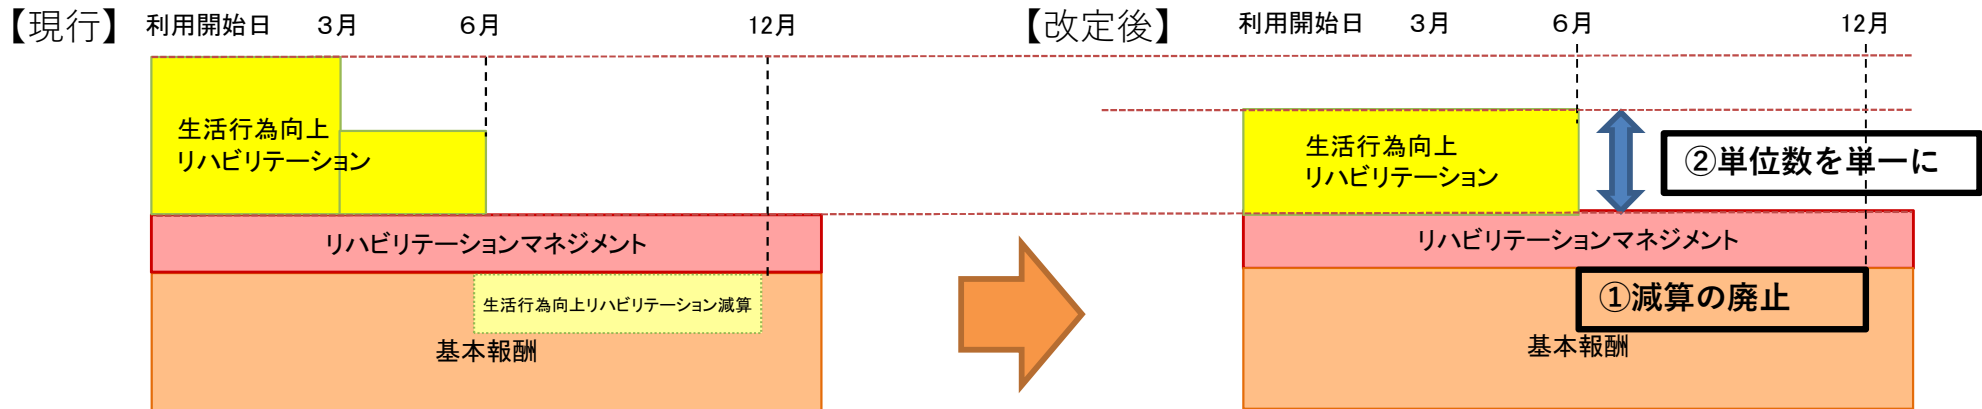 【現行】 利用開始日 ３月 ６月 12月
生活行為向上
リハビリテーション
リハビリテーションマネジメント
生活行為向上リハビリテーション減算
基本報酬
【改定後】 利用開始日 ３月 ６月 12月
生活行為向上
リハビリテーション
②単位数を単一に
リハビリテーションマネジメント
①減算の廃止
基本報酬